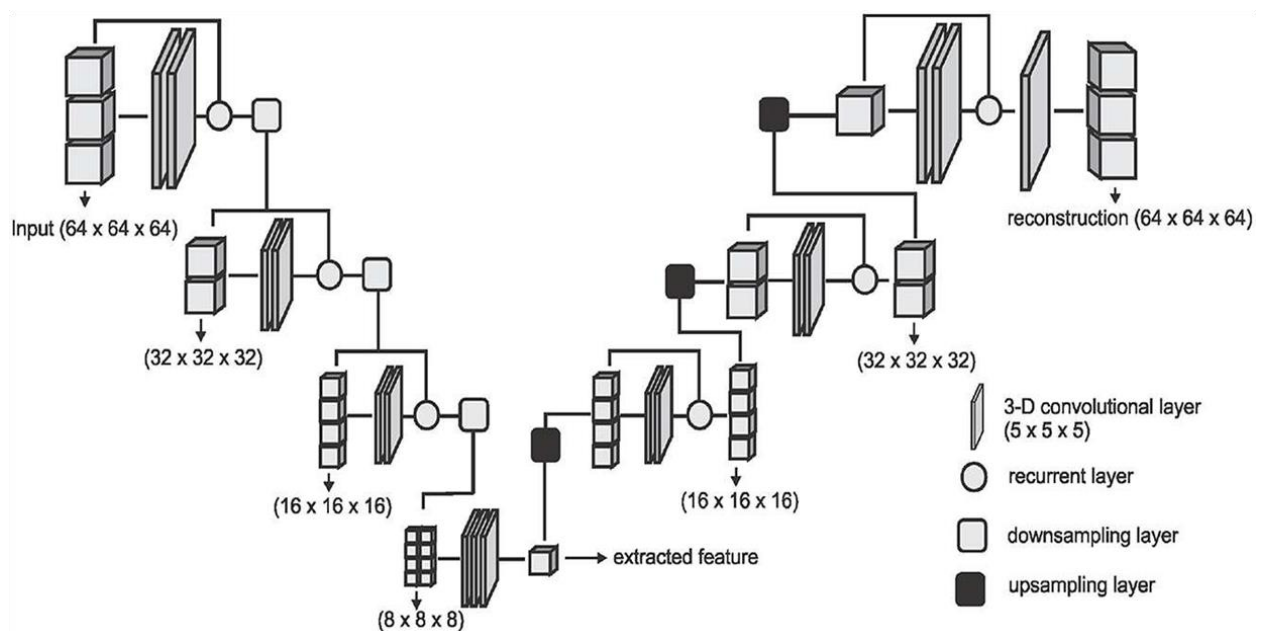 Input (64 x 64 x 64)
reconstruction (64 x 64 x 64)
(32 x 32 x 32)
(32 x 32 x 32)
(16 x 16 x 16)
(16 x 16 x 16)
extracted feature
(8 x 8 x 8)
3-D convolutional layer
(5 x 5 x 5)
recurrent layer
downsampling layer
upsampling layer